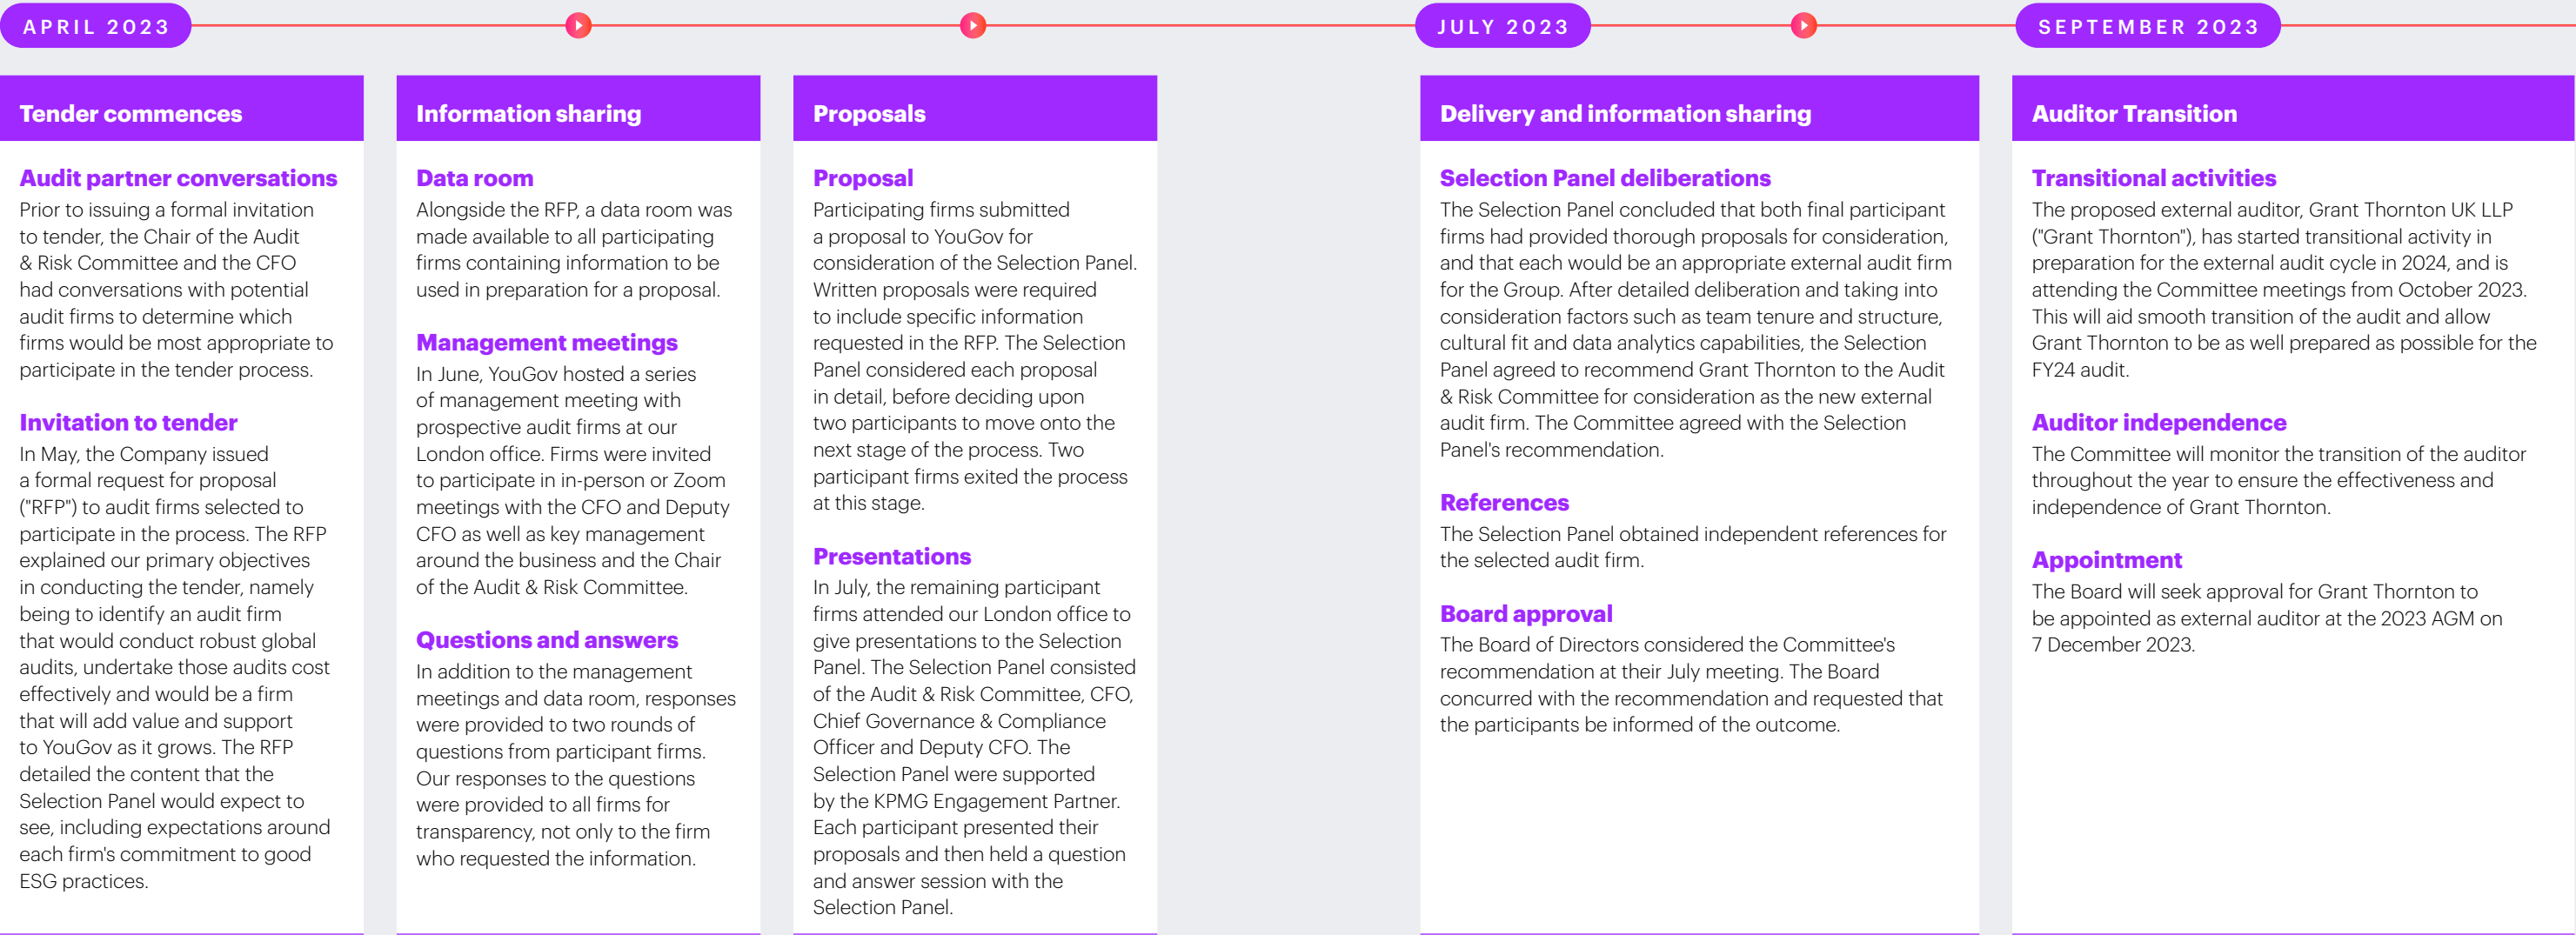 APRIL 2023
JULY 2023
SEPTEMBER 2023
Tender commences
Audit partner conversations
Prior to issuing a formal invitation
to tender, the Chair of the Audit
& Risk Committee and the CFO
had conversations with potential
audit firms to determine which
firms would be most appropriate to
participate in the tender process.
Invitation to tender
In May, the Company issued
a formal request for proposal
("RFP") to audit firms selected to
participate in the process. The RFP
explained our primary objectives
in conducting the tender, namely
being to identify an audit firm
that would conduct robust global
audits, undertake those audits cost
effectively and would be a firm
that will add value and support
to YouGov as it grows. The RFP
detailed the content that the
Selection Panel would expect to
see, including expectations around
each firm's commitment to good
ESG practices.
Information sharing
Data room
Alongside the RFP, a data room was
made available to all participating
firms containing information to be
used in preparation for a proposal.
Management meetings
In June, YouGov hosted a series
of management meeting with
prospective audit firms at our
London office. Firms were invited
to participate in in-person or Zoom
meetings with the CFO and Deputy
CFO as well as key management
around the business and the Chair
of the Audit & Risk Committee.
Questions and answers
In addition to the management
meetings and data room, responses
were provided to two rounds of
questions from participant firms.
Our responses to the questions
were provided to all firms for
transparency, not only to the firm
who requested the information.
Proposals
Proposal
Participating firms submitted
a proposal to YouGov for
consideration of the Selection Panel.
Written proposals were required
to include specific information
requested in the RFP. The Selection
Panel considered each proposal
in detail, before deciding upon
two participants to move onto the
next stage of the process. Two
participant firms exited the process
at this stage.
Presentations
In July, the remaining participant
firms attended our London office to
give presentations to the Selection
Panel. The Selection Panel consisted
of the Audit & Risk Committee, CFO,
Chief Governance & Compliance
Officer and Deputy CFO. The
Selection Panel were supported
by the KPMG Engagement Partner.
Each participant presented their
proposals and then held a question
and answer session with the
Selection Panel.
Delivery and information sharing
Selection Panel deliberations
The Selection Panel concluded that both final participant
firms had provided thorough proposals for consideration,
and that each would be an appropriate external audit firm
for the Group. After detailed deliberation and taking into
consideration factors such as team tenure and structure,
cultural fit and data analytics capabilities, the Selection
Panel agreed to recommend Grant Thornton to the Audit
& Risk Committee for consideration as the new external
audit firm. The Committee agreed with the Selection
Panel's recommendation.
References
The Selection Panel obtained independent references for
the selected audit firm.
Board approval
The Board of Directors considered the Committee's
recommendation at their July meeting. The Board
concurred with the recommendation and requested that
the participants be informed of the outcome.
Auditor Transition
Transitional activities
The proposed external auditor, Grant Thornton UK LLP
("Grant Thornton"), has started transitional activity in
preparation for the external audit cycle in 2024, and is
attending the Committee meetings from October 2023.
This will aid smooth transition of the audit and allow
Grant Thornton to be as well prepared as possible for the
FY24 audit.
Auditor independence
The Committee will monitor the transition of the auditor
throughout the year to ensure the effectiveness and
independence of Grant Thornton.
Appointment
The Board will seek approval for Grant Thornton to
be appointed as external auditor at the 2023 AGM on
7 December 2023.